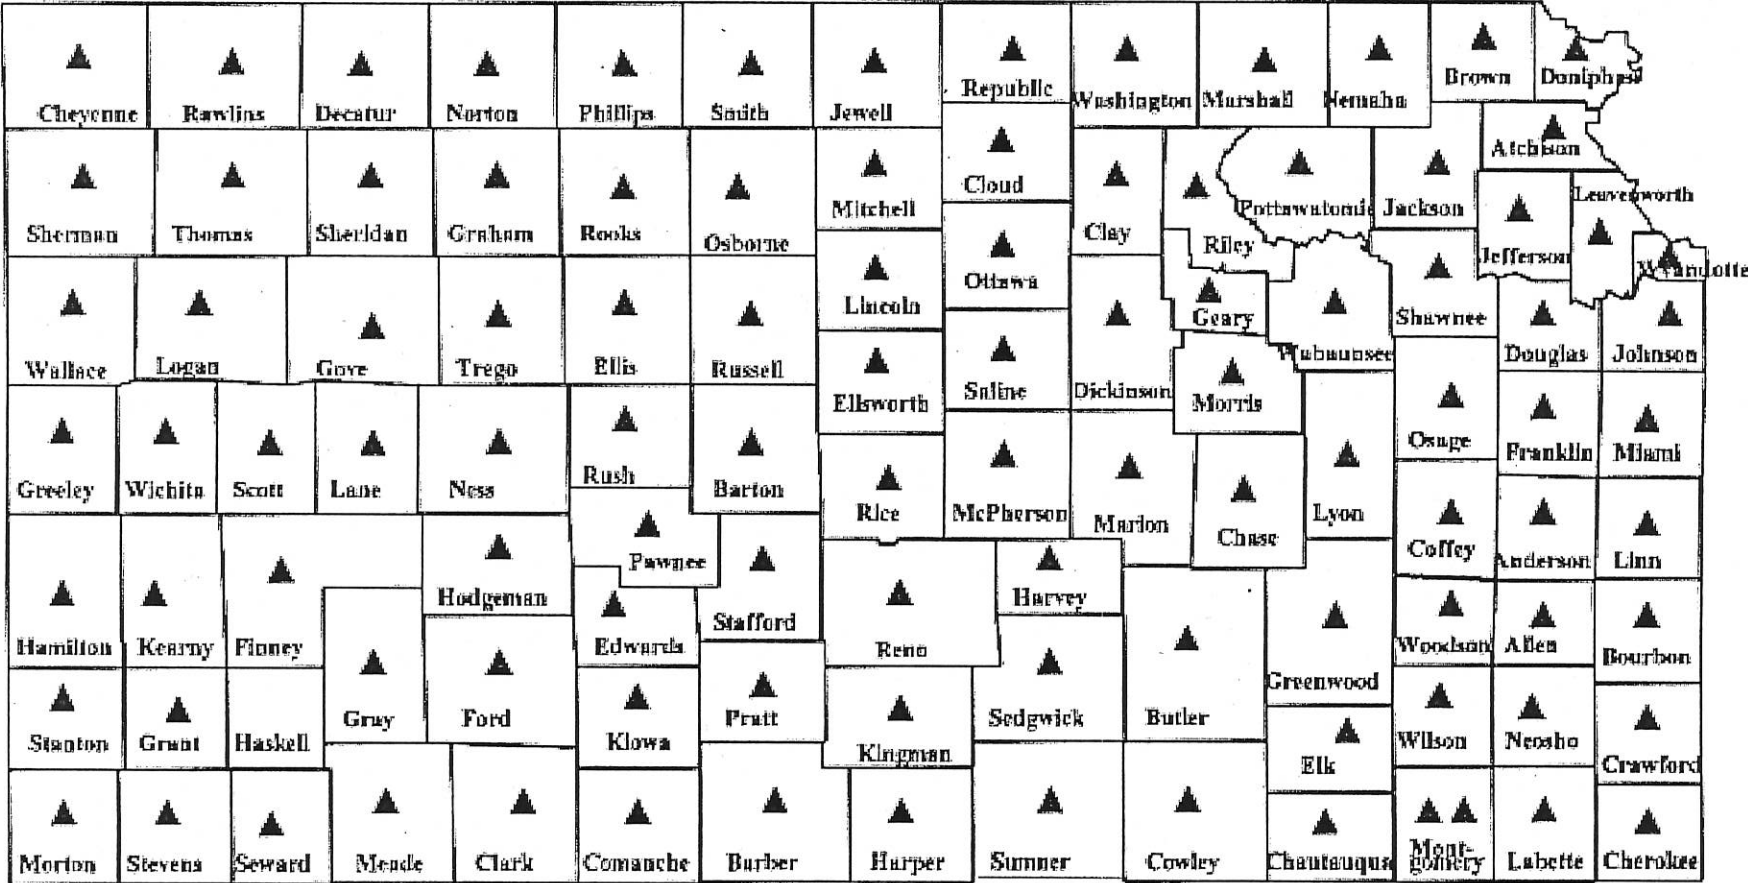 Cheyenne Rawlins Decatur Norton Phillips Smith Jewell Republic Washington Marshall Nemaha Brown Doniphan
Sherman Thomas Sheridan Graham Rooks Osborne Mitchell Cloud Clay Riley Pottawatomie Jackson Atchison
Jefferson Leavenworth Wyandotte
Wallace Logan Gove Trego Ellis Russell Lincoln Ottawa
Ellsworth Saline Dickinson Geary Wabaunsee Shawnee Douglas Johnson
Morris
Greeley Wichita Scott Lane Ness Rush Barton Rice McPherson Marion Chase Lyon Osage Franklin Miami
Pawnee Coffey Anderson Linn
Hamilton Kearny Finney Hodgeman Edwards Stafford Reno Harvey
Greenwood Woodson Allen Bourbon
Stanton Grant Haskell Gray Ford Kiowa Pratt Kingman Sedgwick Butler
Elk Wilson Neosho Crawford
Morton Stevens Seward Meade Clark Comanche Barber Harper Sumner Cowley Chautauqua Mont-
gomery Labette Cherokee